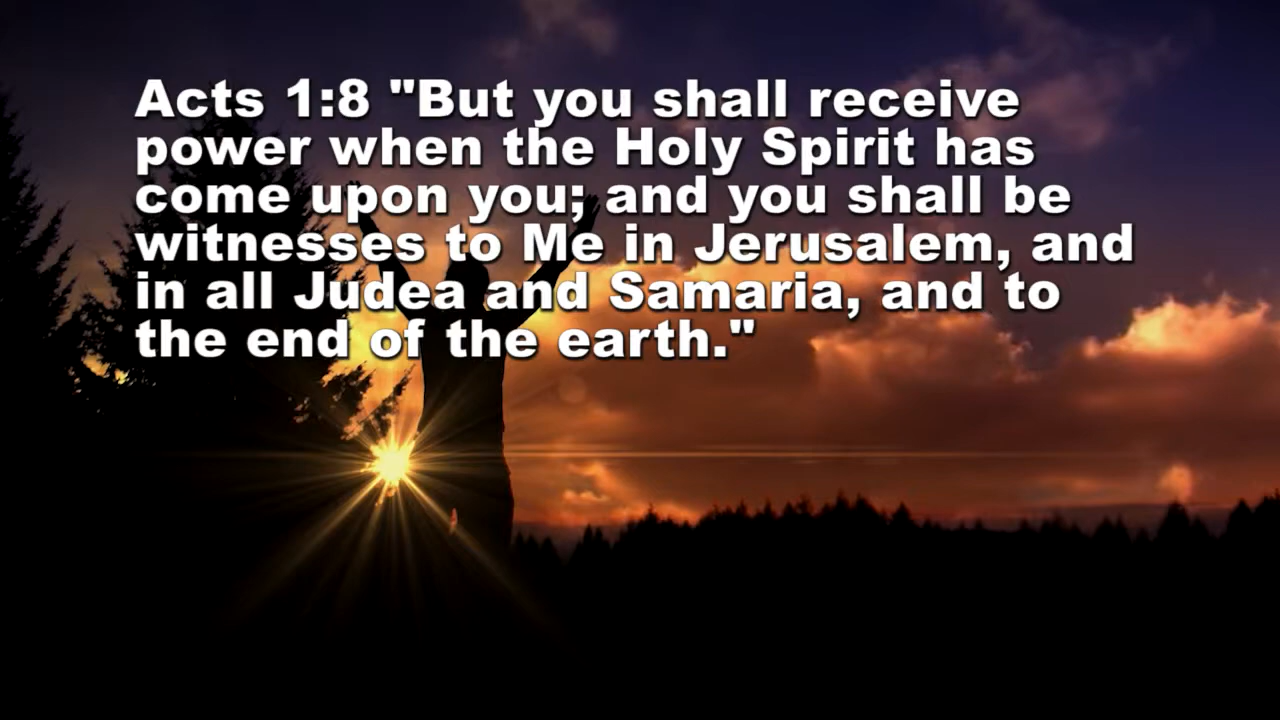 Acts 1:8 "But you shall receive
power when the Holy Spirit has
come upon you; and you shall be
witnesses to Me in Jerusalem, and
in all Judea and Samaria, and to
the end of the earth."